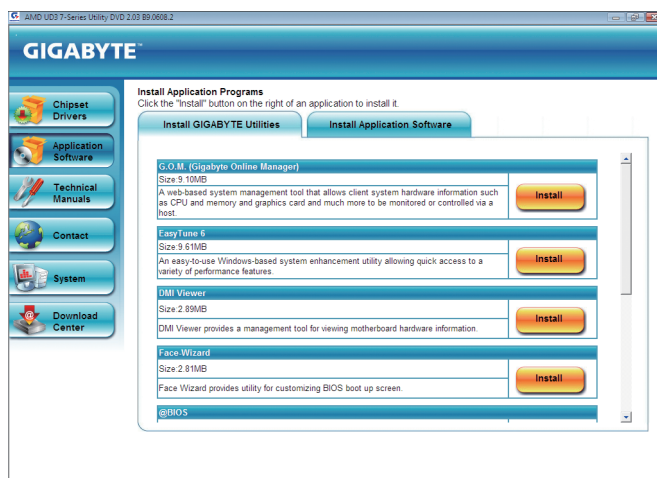 AMD UD3 7-Series Utility DVD 2.03 B9.0608.2
GIGABYTE™
Chipset
Drivers
Application
Software
Technical
Manuals
Contact
System
Download
Center
Install Application Programs
Click the "Install" button on the right of an application to install it.
Install GIGABYTE Utilities
Install Application Software
G.O.M. (Gigabyte Online Manager)
Size:9.10MB
A web-based system management tool that allows client system hardware information such
as CPU and memory and graphics card and much more to be monitored or controlled via a
host.
Install
EasyTune 6
Size:9.61MB
An easy-to-use Windows-based system enhancement utility allowing quick access to a
variety of performance features.
Install
DMI Viewer
Size:2.89MB
DMI Viewer provides a management tool for viewing motherboard hardware information.
Install
Face-Wizard
Size:2.81MB
Face Wizard provides utility for customizing BIOS boot up screen.
Install
@BIOS